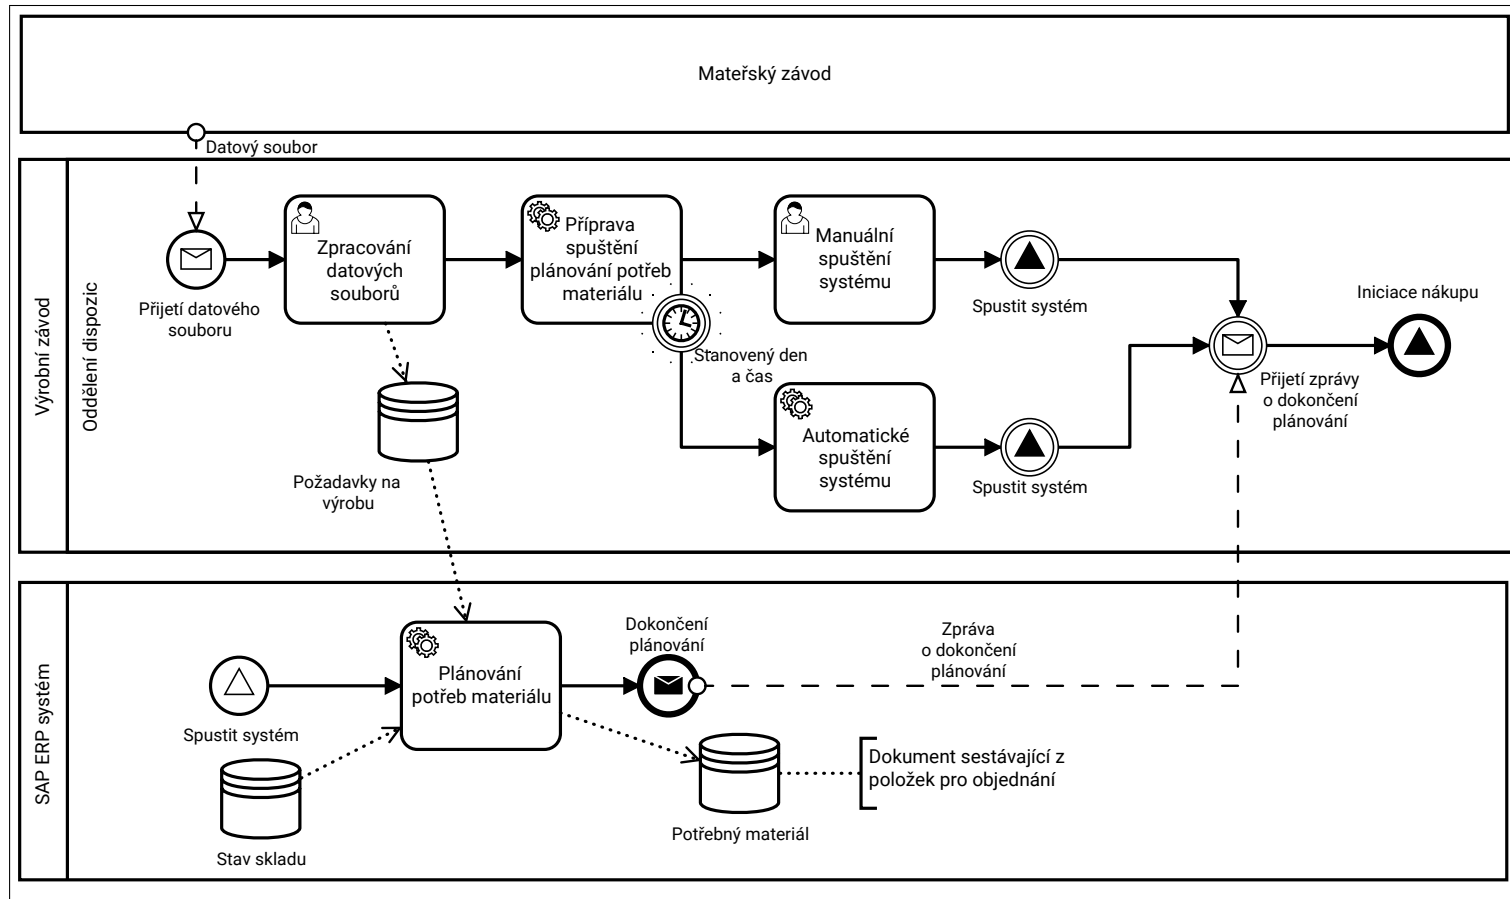 Mateřský závod
Datový soubor
Výrobní závod
Oddělení dispozic
Přijetí datového
souboru
Zpracování
datových
souborů
Příprava
spuštění
plánování potřeb
materiálu
Stanovený den
a čas
Manuální
spuštění
systému
Spustit systém
Automatické
spuštění
systému
Spustit systém
Přijetí zprávy
o dokončení
plánování
Iniciace nákupu
Požadavky na
výrobu
SAP ERP systém
Spustit systém
Stav skladu
Plánování
potřeb materiálu
Dokončení
plánování
Zpráva
o dokončení
plánování
Potřebný materiál
Dokument sestávající z
položek pro objednání